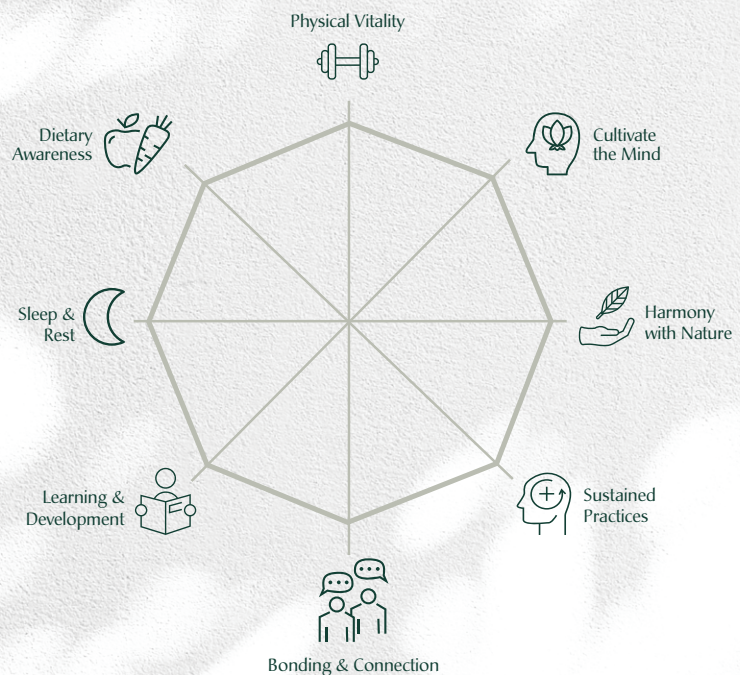 Physical Vitality
Dietary
Awareness
Cultivate
the Mind
Sleep &
Rest
Harmony
with Nature
Learning &
Development
Sustained
Practices
Bonding & Connection